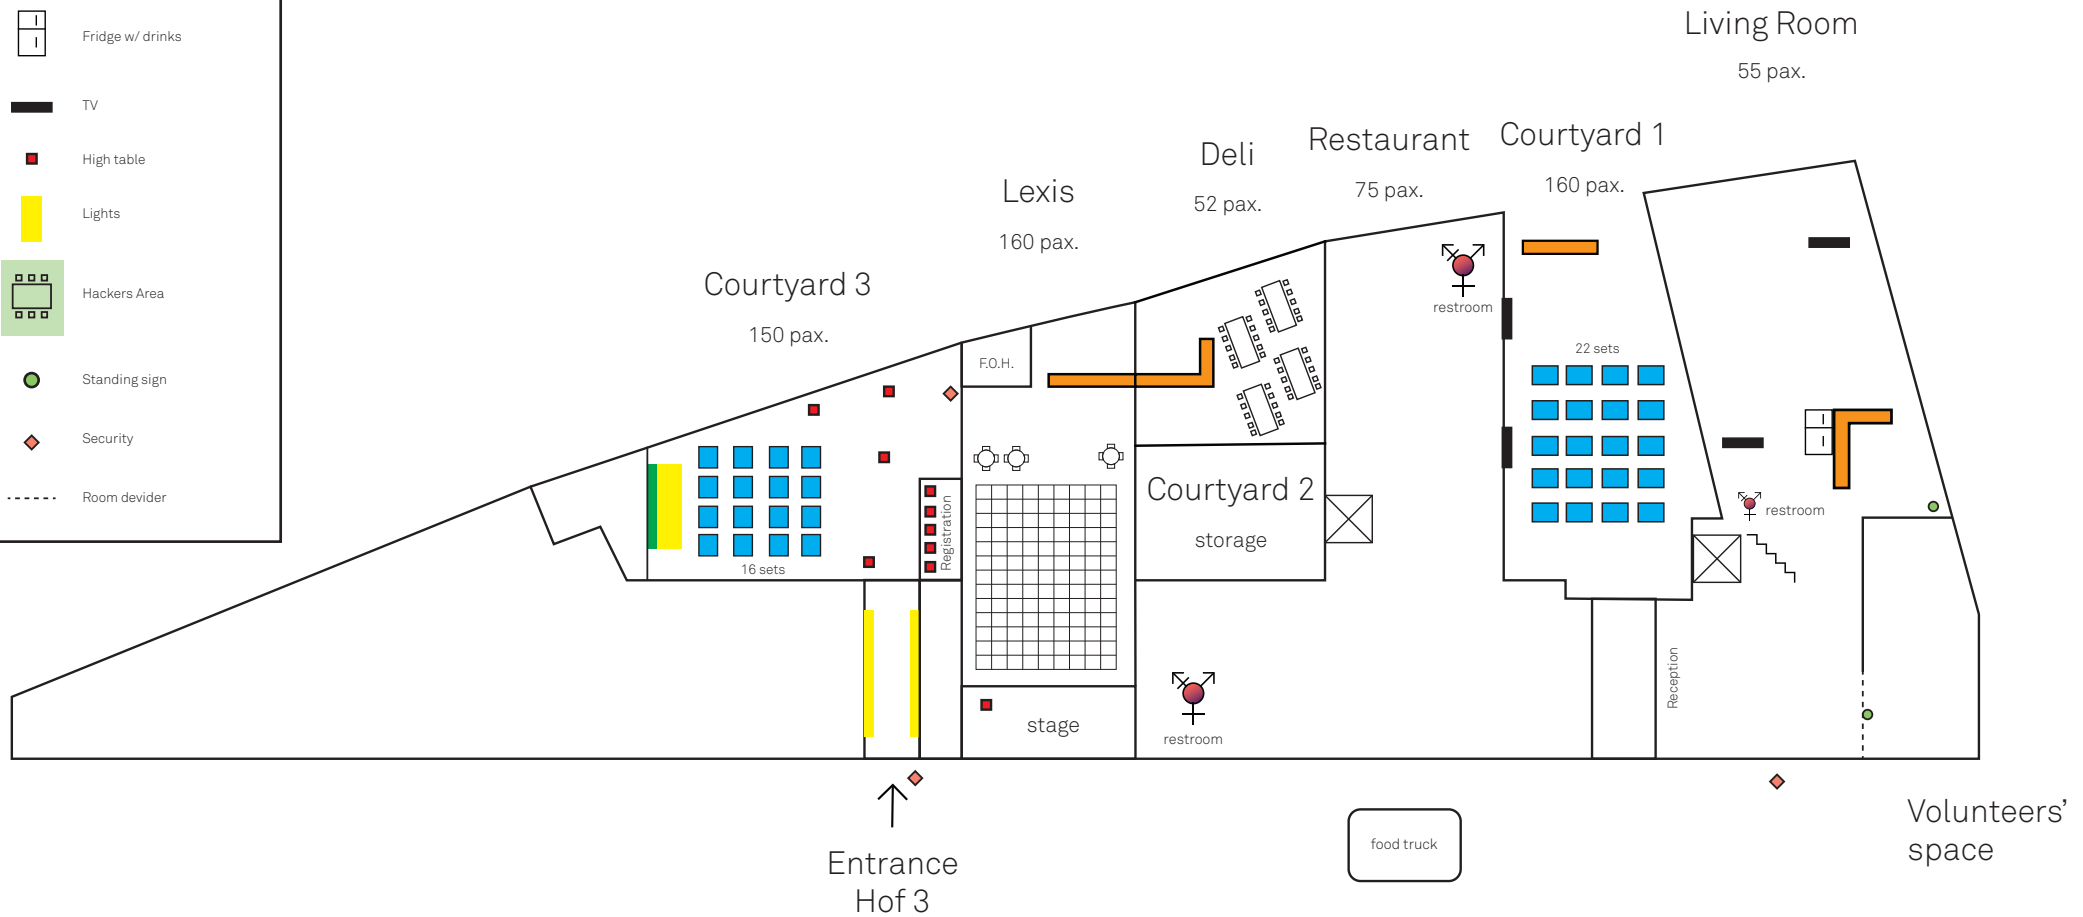 Fridge w/ drinks
TV
High table
Lights
Hackers Area
Standing sign
Security
Room devider
Living Room
55 pax.
Courtyard 1
160 pax.
Restaurant
75 pax.
Deli
52 pax.
Lexis
160 pax.
Courtyard 3
150 pax.
F.O.H.
restroom
22 sets
Courtyard 2
storage
restroom
16 sets
Registration
Reception
stage
restroom
Entrance
Hof 3
food truck
Volunteers’
space